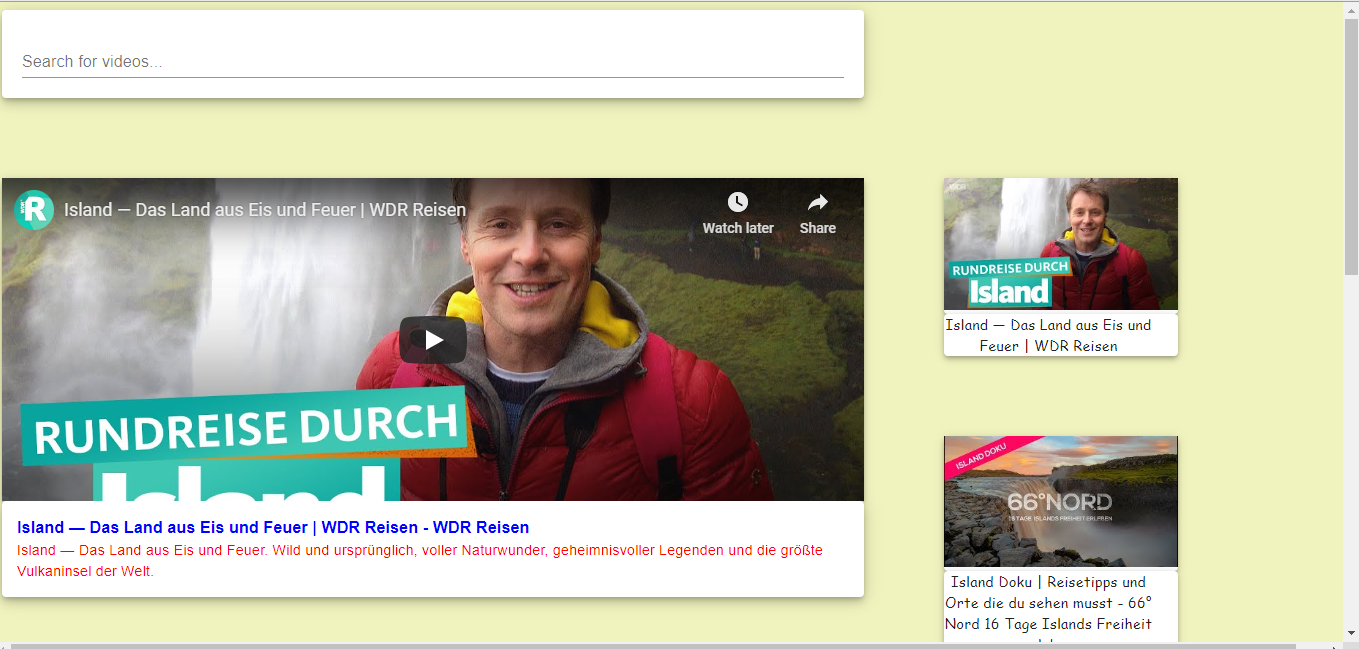 Search for videos...
WDR R
Island — Das Land aus Eis und Feuer | WDR Reisen
Watch later
Share
RUNDREISE DURCH
Island
Island — Das Land aus Eis und Feuer | WDR Reisen - WDR Reisen
Island — Das Land aus Eis und Feuer. Wild und ursprünglich, voller Naturwunder, geheimnisvoller Legenden und die größte
Vulkaninsel der Welt.
RUNDREISE DURCH
Island
Island — Das Land aus Eis und
Feuer | WDR Reisen
ISLAND DOKU
66°NORD
16 TAGE ISLANDS FREIHEIT ERLEBEN
Island Doku | Reisetipps und
Orte die du sehen musst - 66°
Nord 16 Tage Islands Freiheit